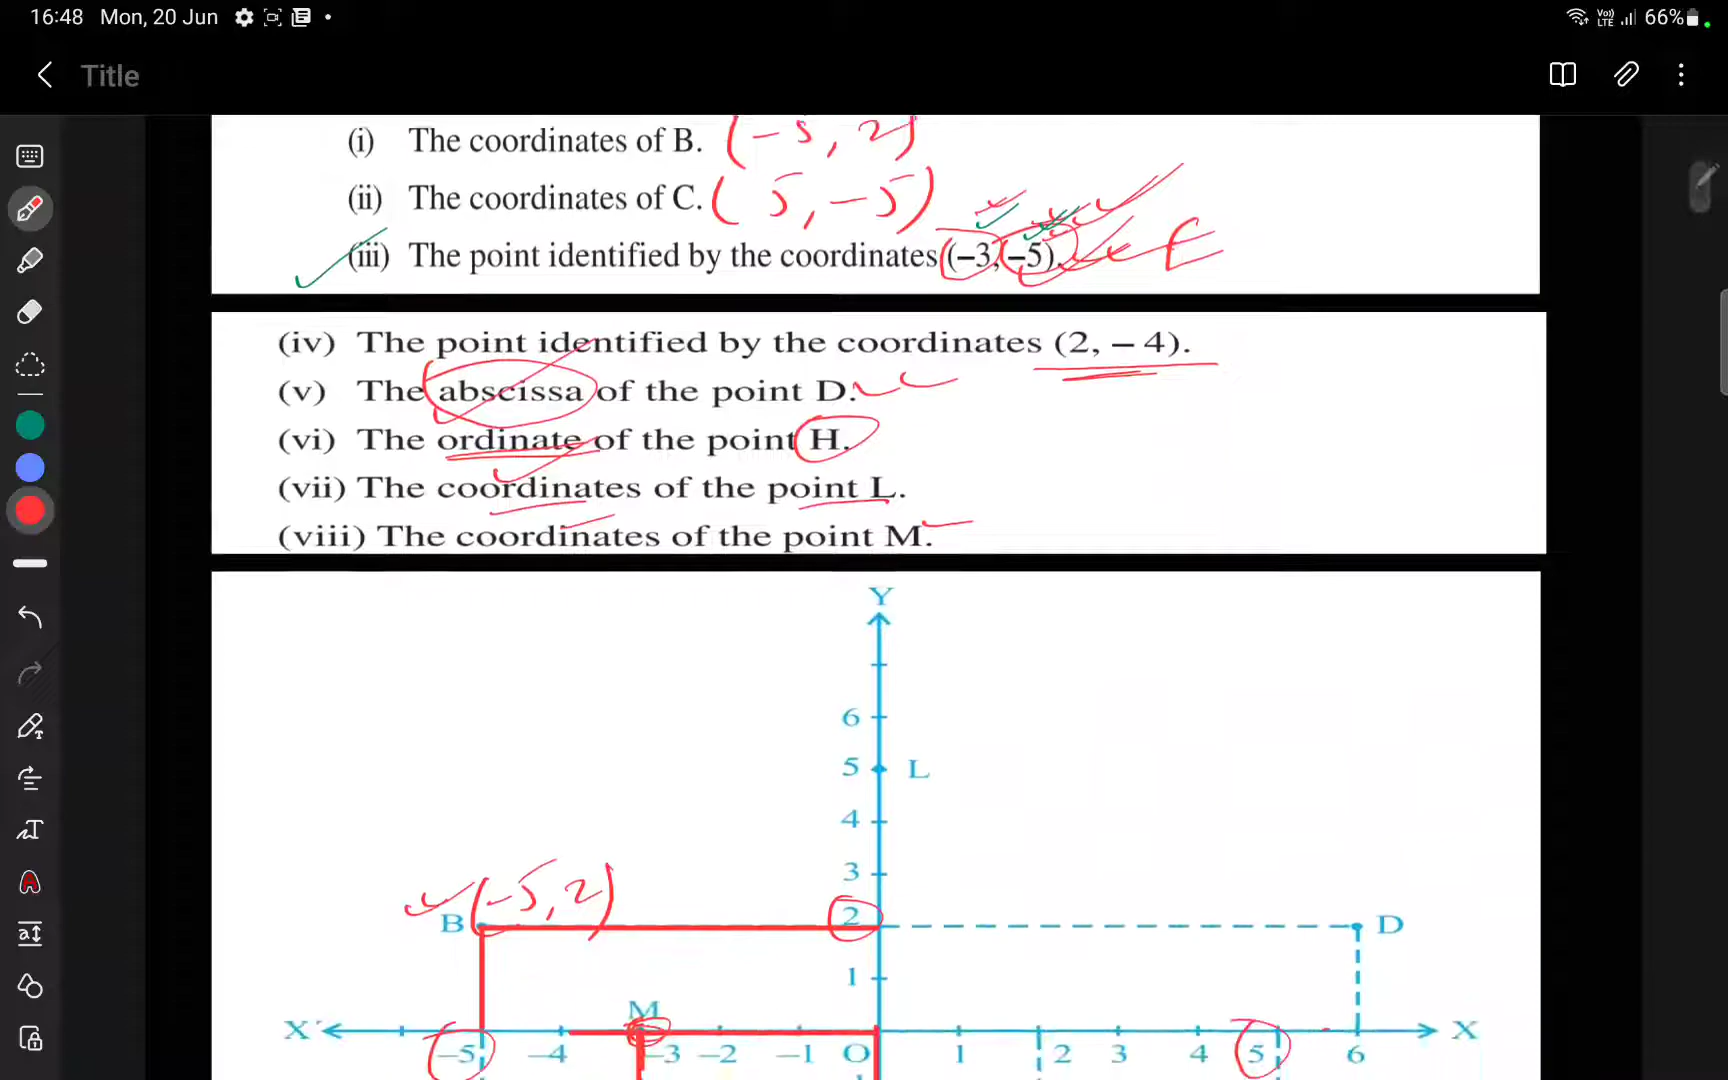 16:48 Mon, 20 Jun
66%
Title
(i) The coordinates of B. (-5, 2)
(ii) The coordinates of C. (5, -5)
(iii) The point identified by the coordinates (–3, –5). E
(iv) The point identified by the coordinates (2, – 4).
(v) The abscissa of the point D.
(vi) The ordinate of the point H.
(vii) The coordinates of the point L.
(viii) The coordinates of the point M.
Y
6
5 L
4
3
(-5, 2)
B 2 D
1
M
X' X
–5 –4 –3 –2 –1 O 1 2 3 4 5 6